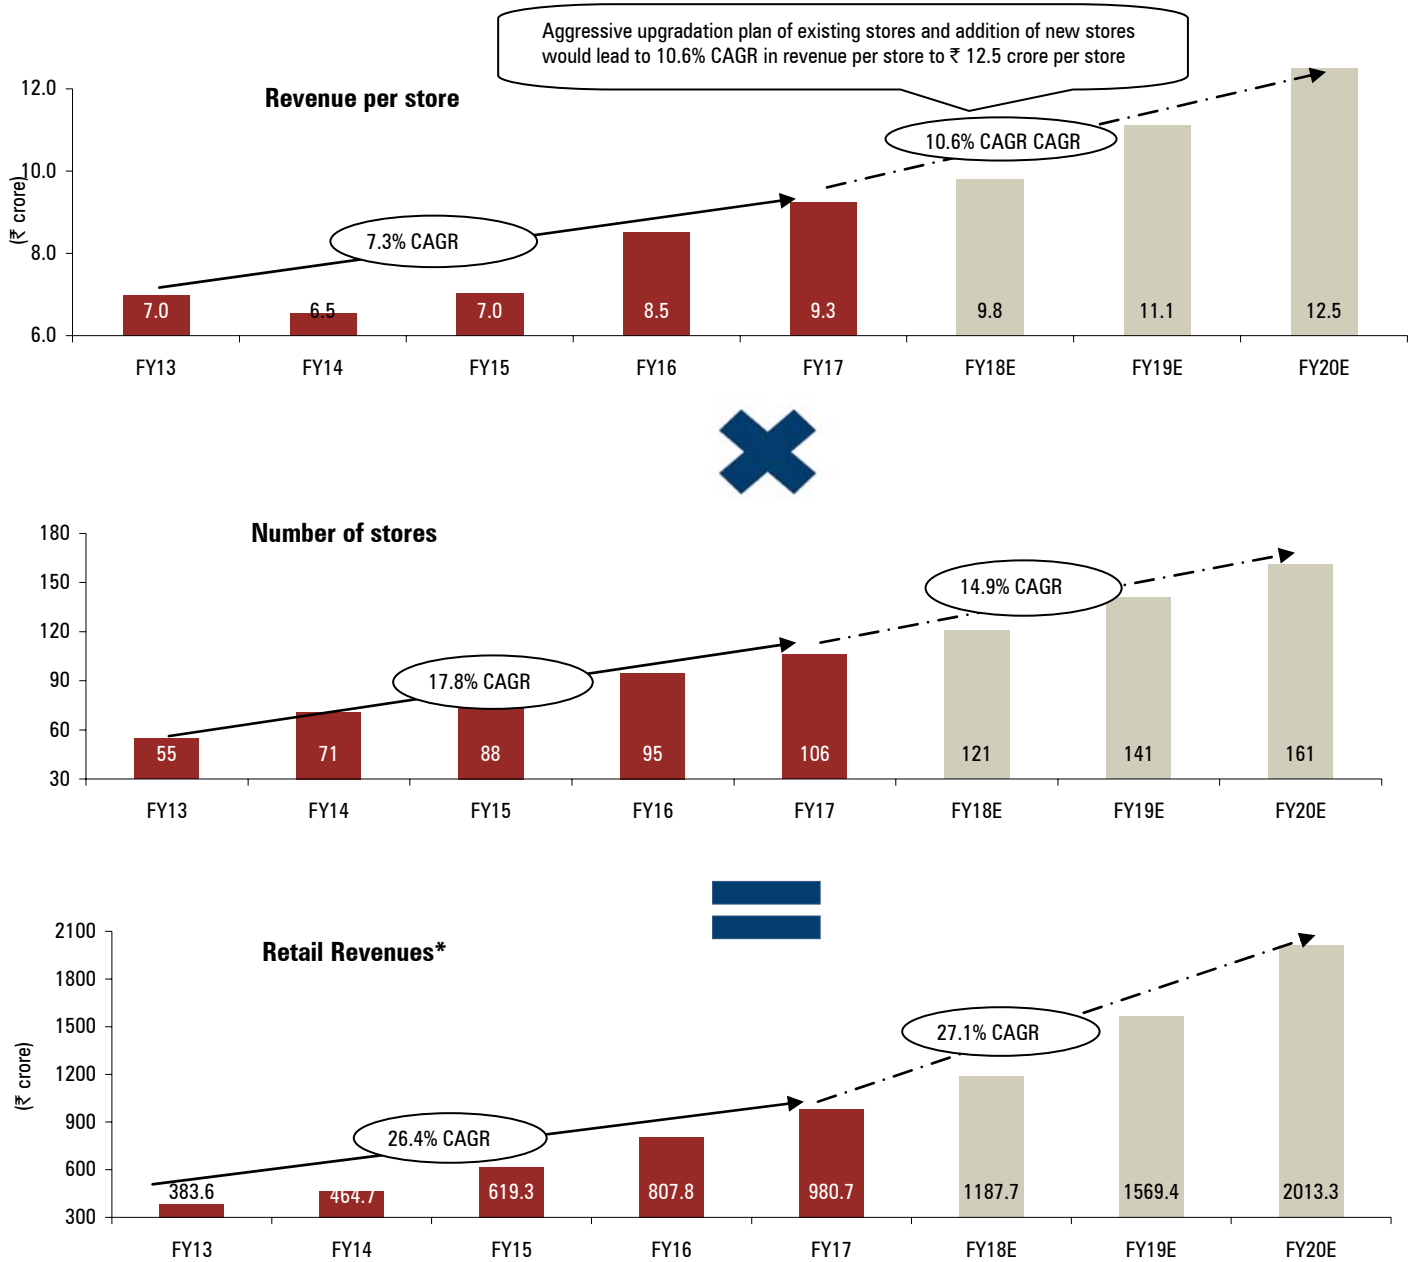 Aggressive upgradation plan of existing stores and addition of new stores
would lead to 10.6% CAGR in revenue per store to ₹ 12.5 crore per store
Revenue per store
(₹ crore)
12.0
10.0
8.0
6.0
7.3% CAGR
10.6% CAGR CAGR
7.0 6.5 7.0 8.5 9.3 9.8 11.1 12.5
FY13 FY14 FY15 FY16 FY17 FY18E FY19E FY20E
Number of stores
180
150
120
90
60
30
17.8% CAGR
14.9% CAGR
55 71 88 95 106 121 141 161
FY13 FY14 FY15 FY16 FY17 FY18E FY19E FY20E
Retail Revenues*
(₹ crore)
2100
1800
1500
1200
900
600
300
26.4% CAGR
27.1% CAGR
383.6 464.7 619.3 807.8 980.7 1187.7 1569.4 2013.3
FY13 FY14 FY15 FY16 FY17 FY18E FY19E FY20E